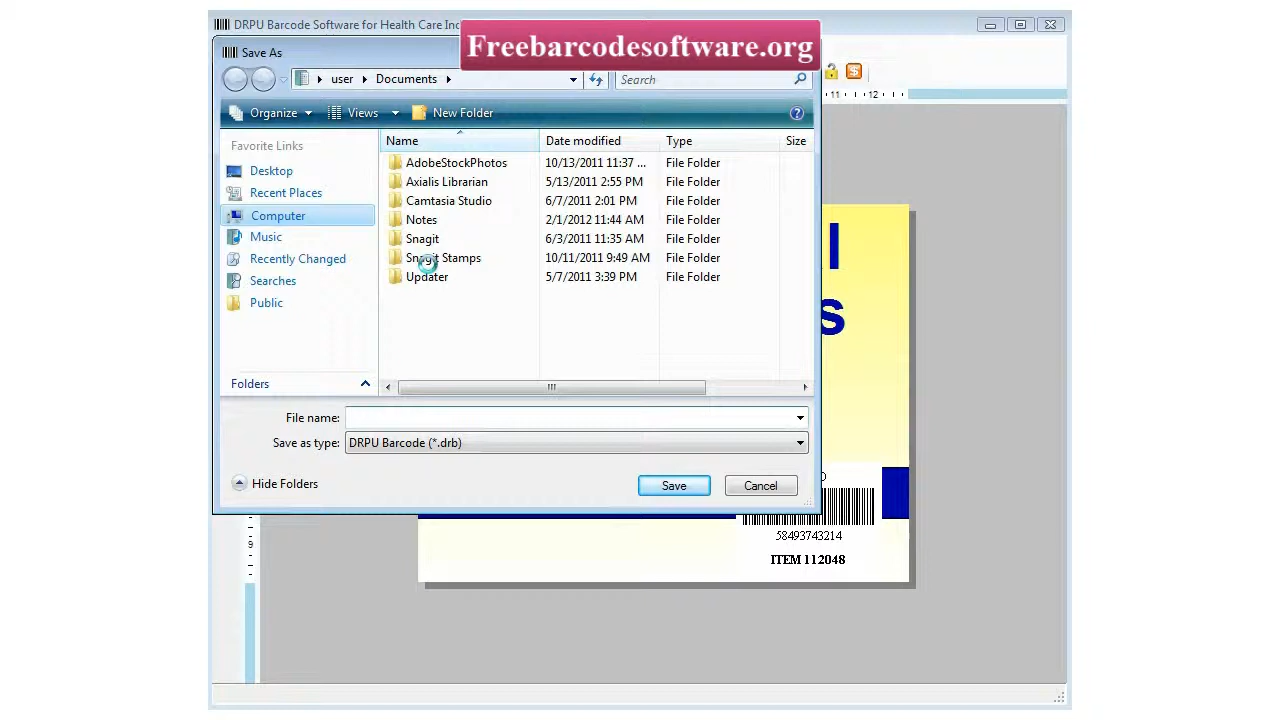 DRPU Barcode Software for Health Care Inc
Freebarcodesoftware.org
Save As
user Documents
Search
11 12
Organize Views New Folder
Favorite Links
Desktop
Recent Places
Computer
Music
Recently Changed
Searches
Public
Folders
Name Date modified Type Size
AdobeStockPhotos 10/13/2011 11:37 ... File Folder
Axialis Librarian 5/13/2011 2:55 PM File Folder
Camtasia Studio 6/7/2011 2:01 PM File Folder
Notes 2/1/2012 11:44 AM File Folder
Snagit 6/3/2011 11:35 AM File Folder
Snagit Stamps 10/11/2011 9:49 AM File Folder
Updater 5/7/2011 3:39 PM File Folder
File name:
Save as type: DRPU Barcode (*.drb)
Hide Folders Save Cancel
9
58493743214
ITEM 112048